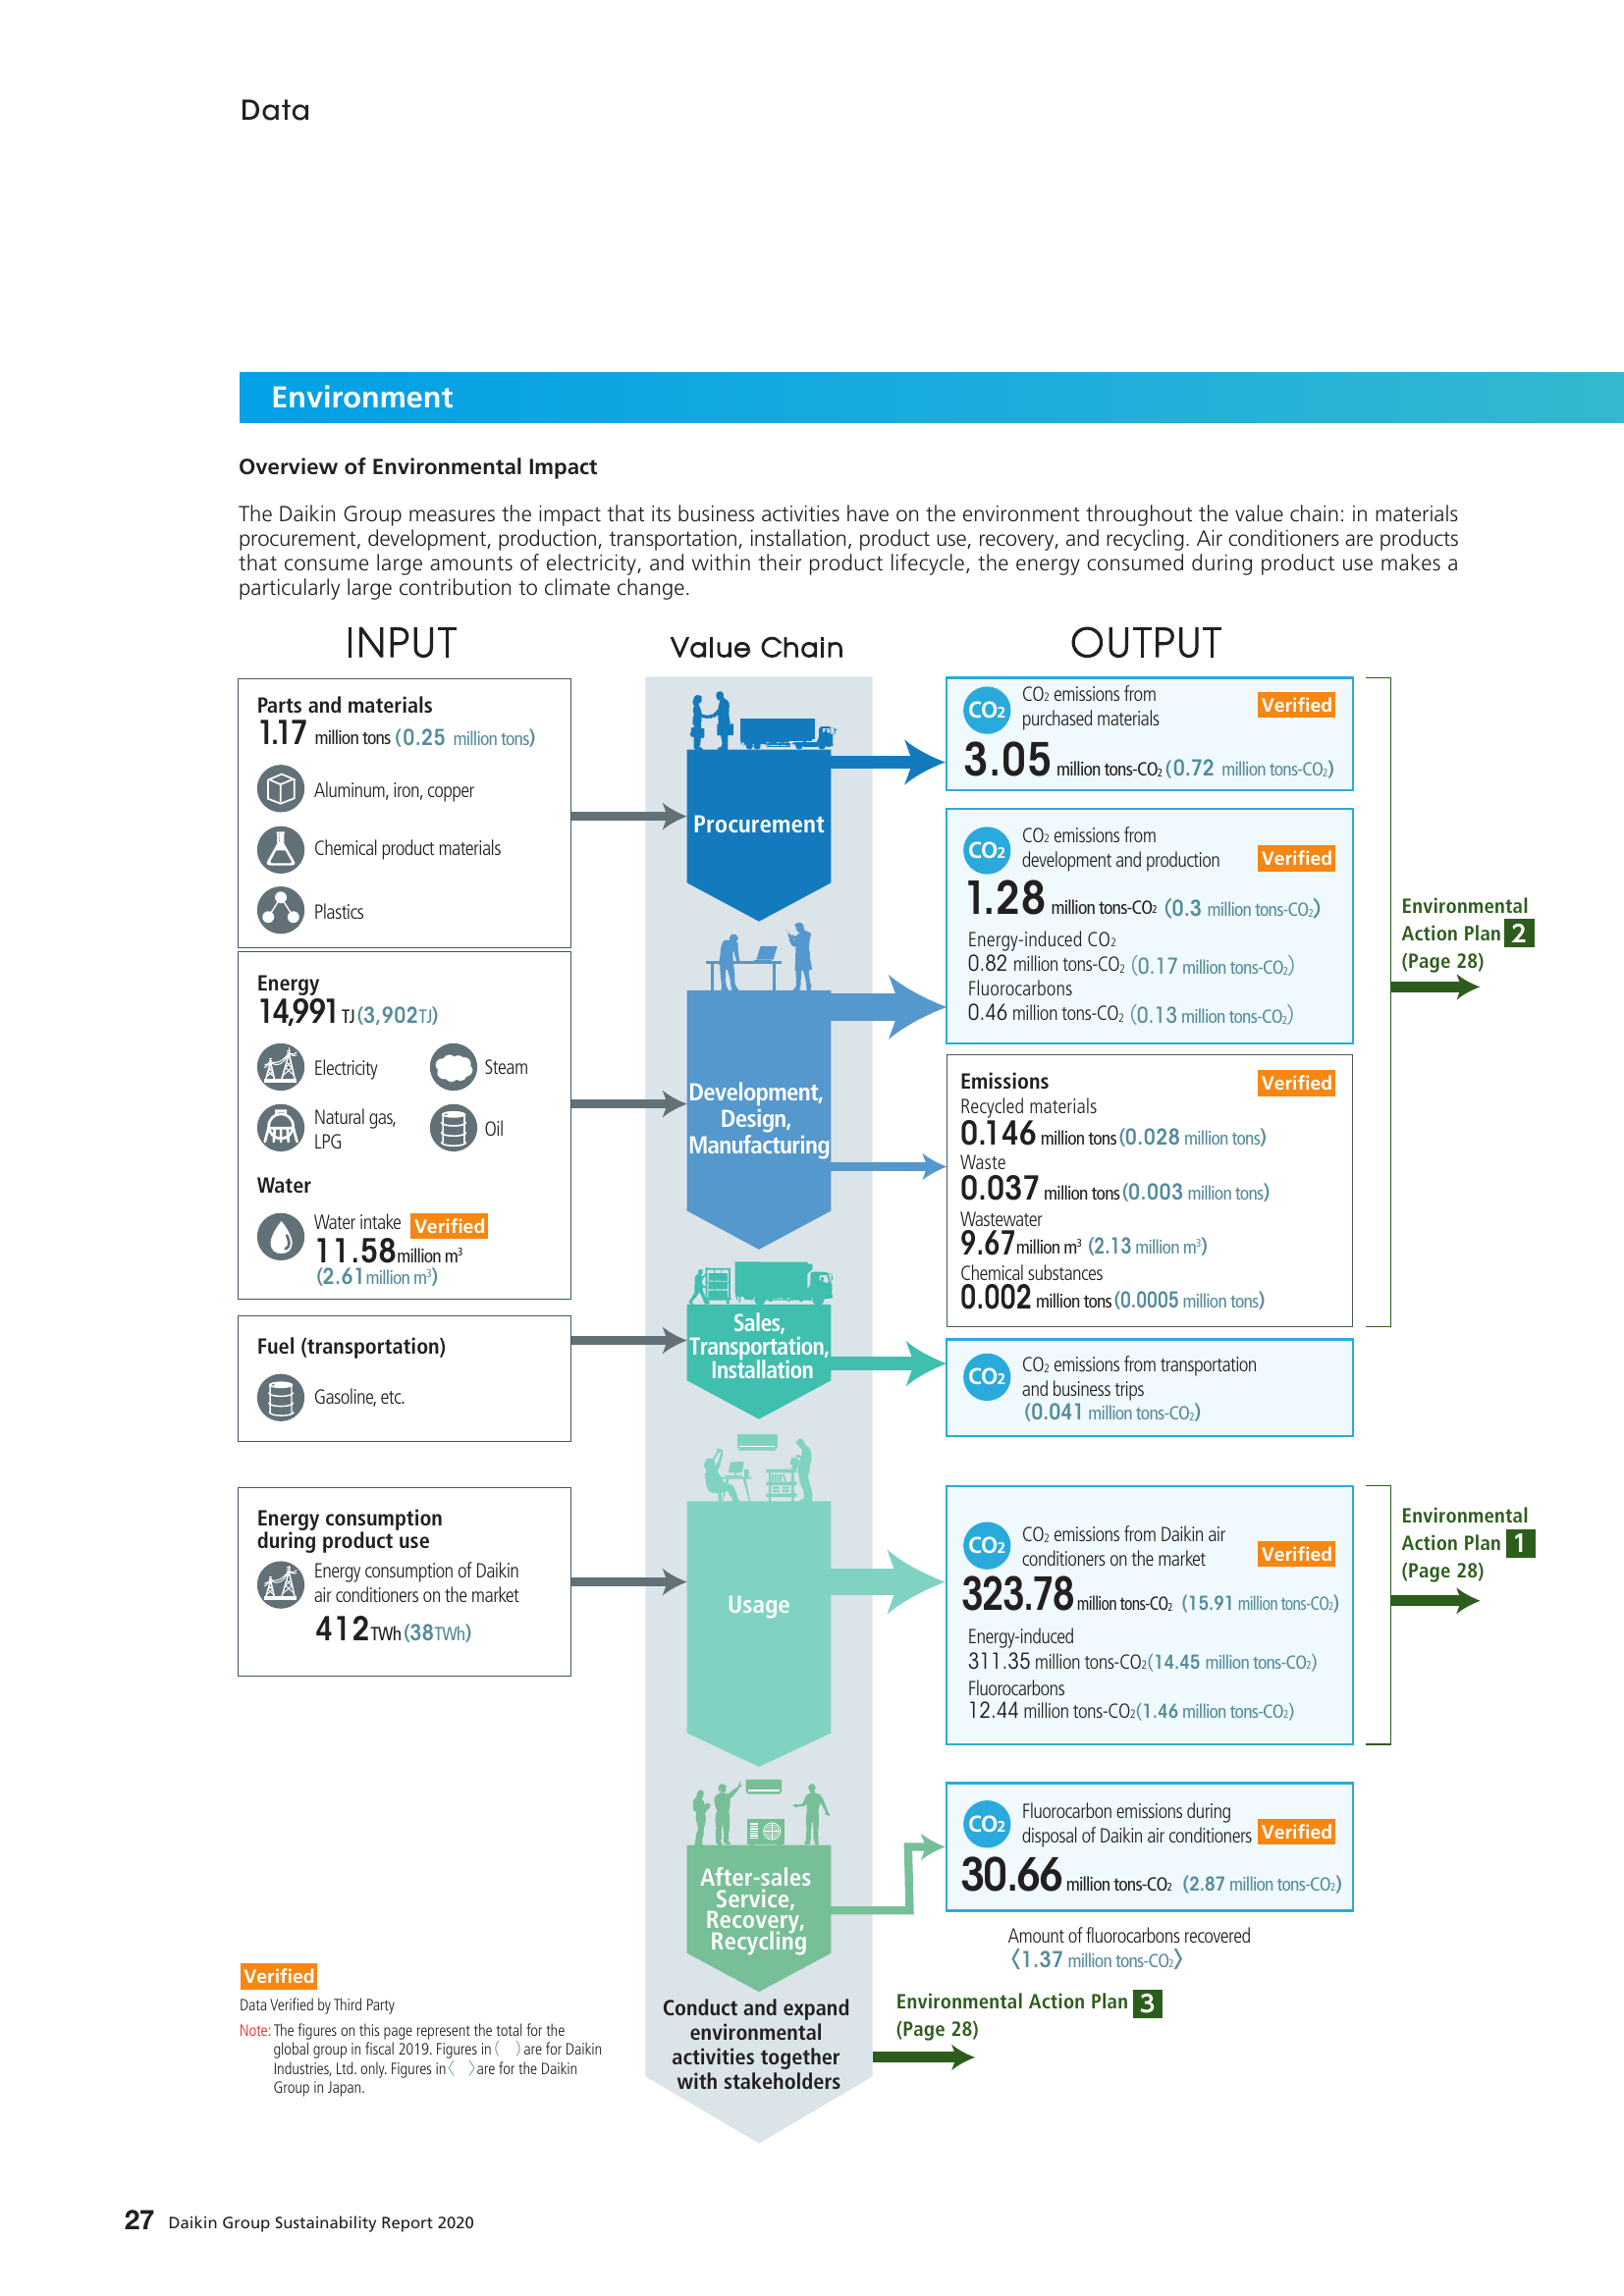 Data
Environment
Overview of Environmental Impact
The Daikin Group measures the impact that its business activities have on the environment throughout the value chain: in materials
procurement, development, production, transportation, installation, product use, recovery, and recycling. Air conditioners are products
that consume large amounts of electricity, and within their product lifecycle, the energy consumed during product use makes a
particularly large contribution to climate change.
INPUT
Parts and materials
1.17 million tons (0.25 million tons)
Aluminum, iron, copper
Chemical product materials
Plastics
Energy
14,991 TJ (3,902TJ)
Electricity
Steam
Natural gas,
LPG
Oil
Water
Water intake Verified
11.58 million m³
(2.61 million m³)
Fuel (transportation)
Gasoline, etc.
Energy consumption
during product use
Energy consumption of Daikin
air conditioners on the market
412 TWh (38TWh)
Value Chain
Procurement
Development,
Design,
Manufacturing
Sales,
Transportation,
Installation
Usage
After-sales
Service,
Recovery,
Recycling
Conduct and expand
environmental
activities together
with stakeholders
OUTPUT
CO₂
CO₂ emissions from
purchased materials
Verified
3.05 million tons-CO₂ (0.72 million tons-CO₂)
CO₂
CO₂ emissions from
development and production
Verified
1.28 million tons-CO₂ (0.3 million tons-CO₂)
Energy-induced CO₂
0.82 million tons-CO₂ (0.17 million tons-CO₂)
Fluorocarbons
0.46 million tons-CO₂ (0.13 million tons-CO₂)
Emissions
Verified
Recycled materials
0.146 million tons (0.028 million tons)
Waste
0.037 million tons (0.003 million tons)
Wastewater
9.67 million m³ (2.13 million m³)
Chemical substances
0.002 million tons (0.0005 million tons)
Environmental
Action Plan 2
(Page 28)
CO₂
CO₂ emissions from transportation
and business trips
(0.041 million tons-CO₂)
CO₂
CO₂ emissions from Daikin air
conditioners on the market
Verified
323.78 million tons-CO₂ (15.91 million tons-CO₂)
Energy-induced
311.35 million tons-CO₂ (14.45 million tons-CO₂)
Fluorocarbons
12.44 million tons-CO₂ (1.46 million tons-CO₂)
Environmental
Action Plan 1
(Page 28)
CO₂
Fluorocarbon emissions during
disposal of Daikin air conditioners
Verified
30.66 million tons-CO₂ (2.87 million tons-CO₂)
Amount of fluorocarbons recovered
〈1.37 million tons-CO₂〉
Environmental Action Plan 3
(Page 28)
Verified
Data Verified by Third Party
Note: The figures on this page represent the total for the
global group in fiscal 2019. Figures in ( ) are for Daikin
Industries, Ltd. only. Figures in 〈 〉 are for the Daikin
Group in Japan.
27 Daikin Group Sustainability Report 2020